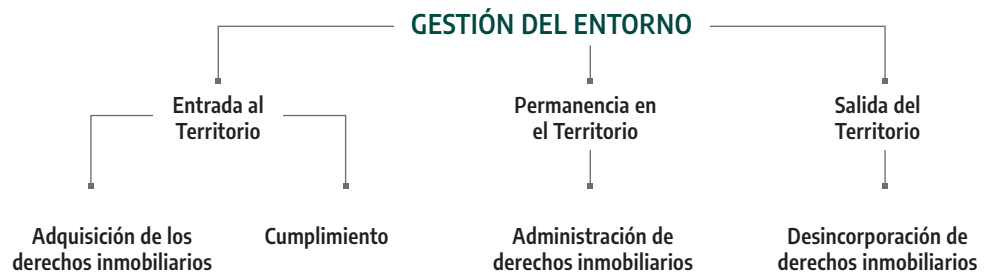 GESTIÓN DEL ENTORNO
Entrada al
Territorio
Permanencia en
el Territorio
Salida del
Territorio
Adquisición de los
derechos inmobiliarios
Cumplimiento
Administración de
derechos inmobiliarios
Desincorporación de
derechos inmobiliarios